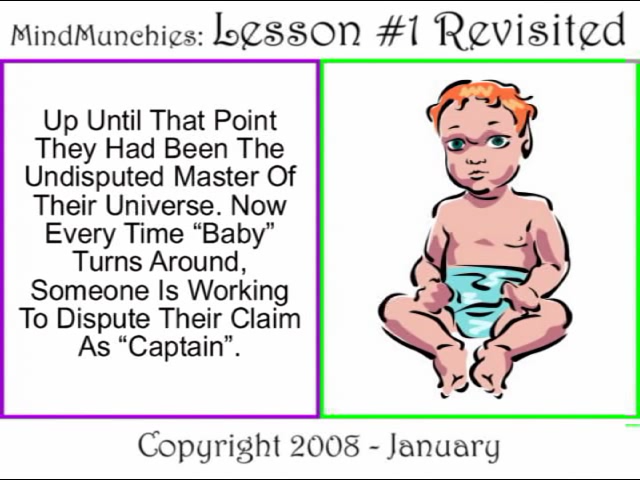 MindMunchies: Lesson #1 Revisited
Up Until That Point
They Had Been The
Undisputed Master Of
Their Universe. Now
Every Time “Baby”
Turns Around,
Someone Is Working
To Dispute Their Claim
As “Captain”.
Copyright 2008 - January